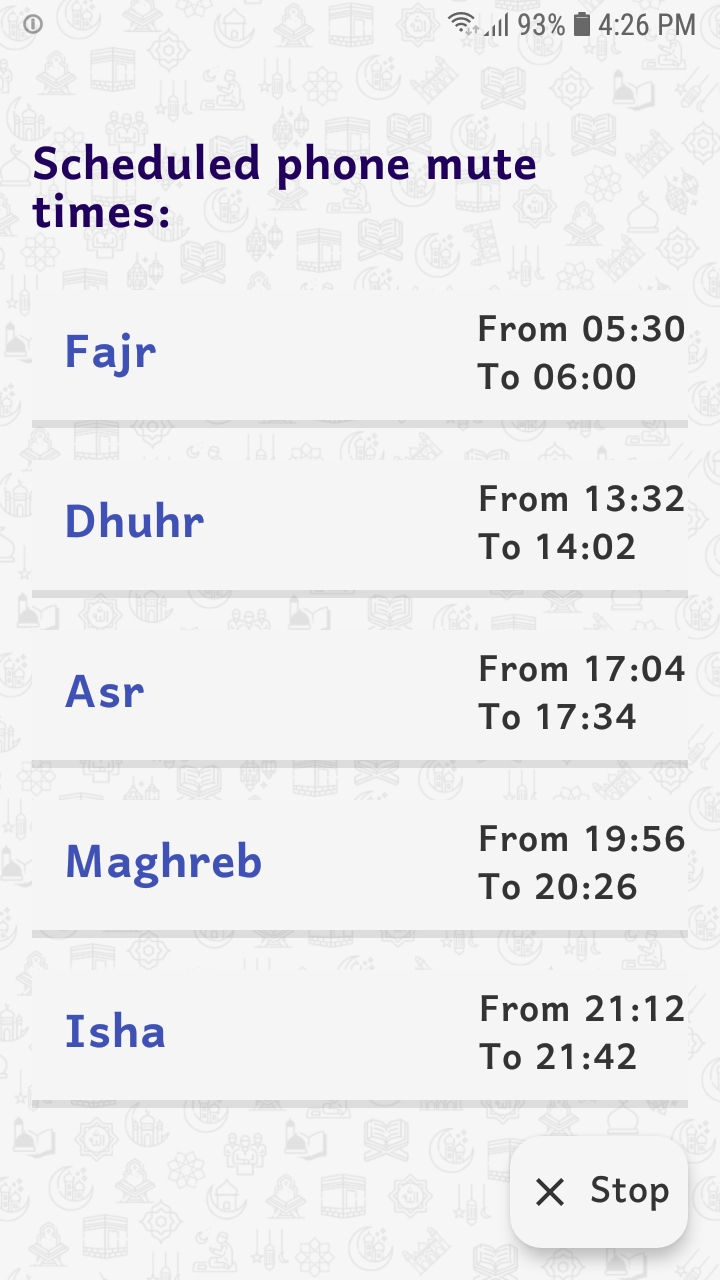 93% 4:26 PM
Scheduled phone mute
times:
Fajr
From 05:30
To 06:00
Dhuhr
From 13:32
To 14:02
Asr
From 17:04
To 17:34
Maghreb
From 19:56
To 20:26
Isha
From 21:12
To 21:42
Stop